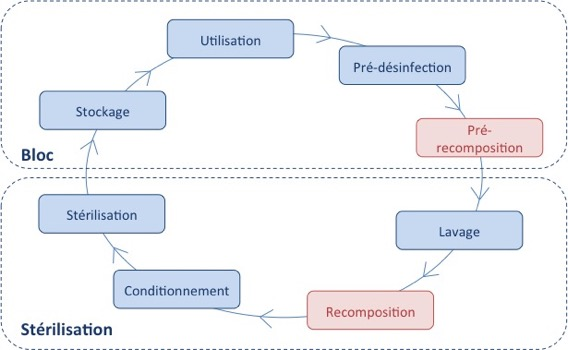 Utilisation
Pré-désinfection
Pré-
recomposition
Stockage
Bloc
Stérilisation
Lavage
Conditionnement
Recomposition
Stérilisation